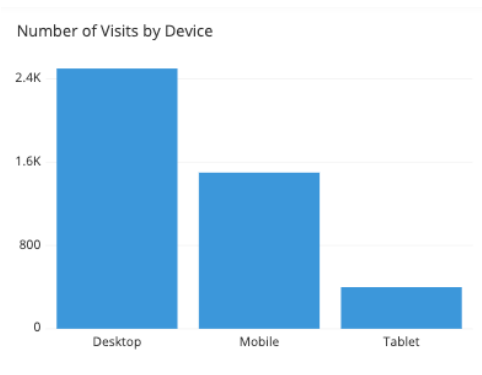 Number of Visits by Device
2.4K
1.6K
800
0
Desktop Mobile Tablet